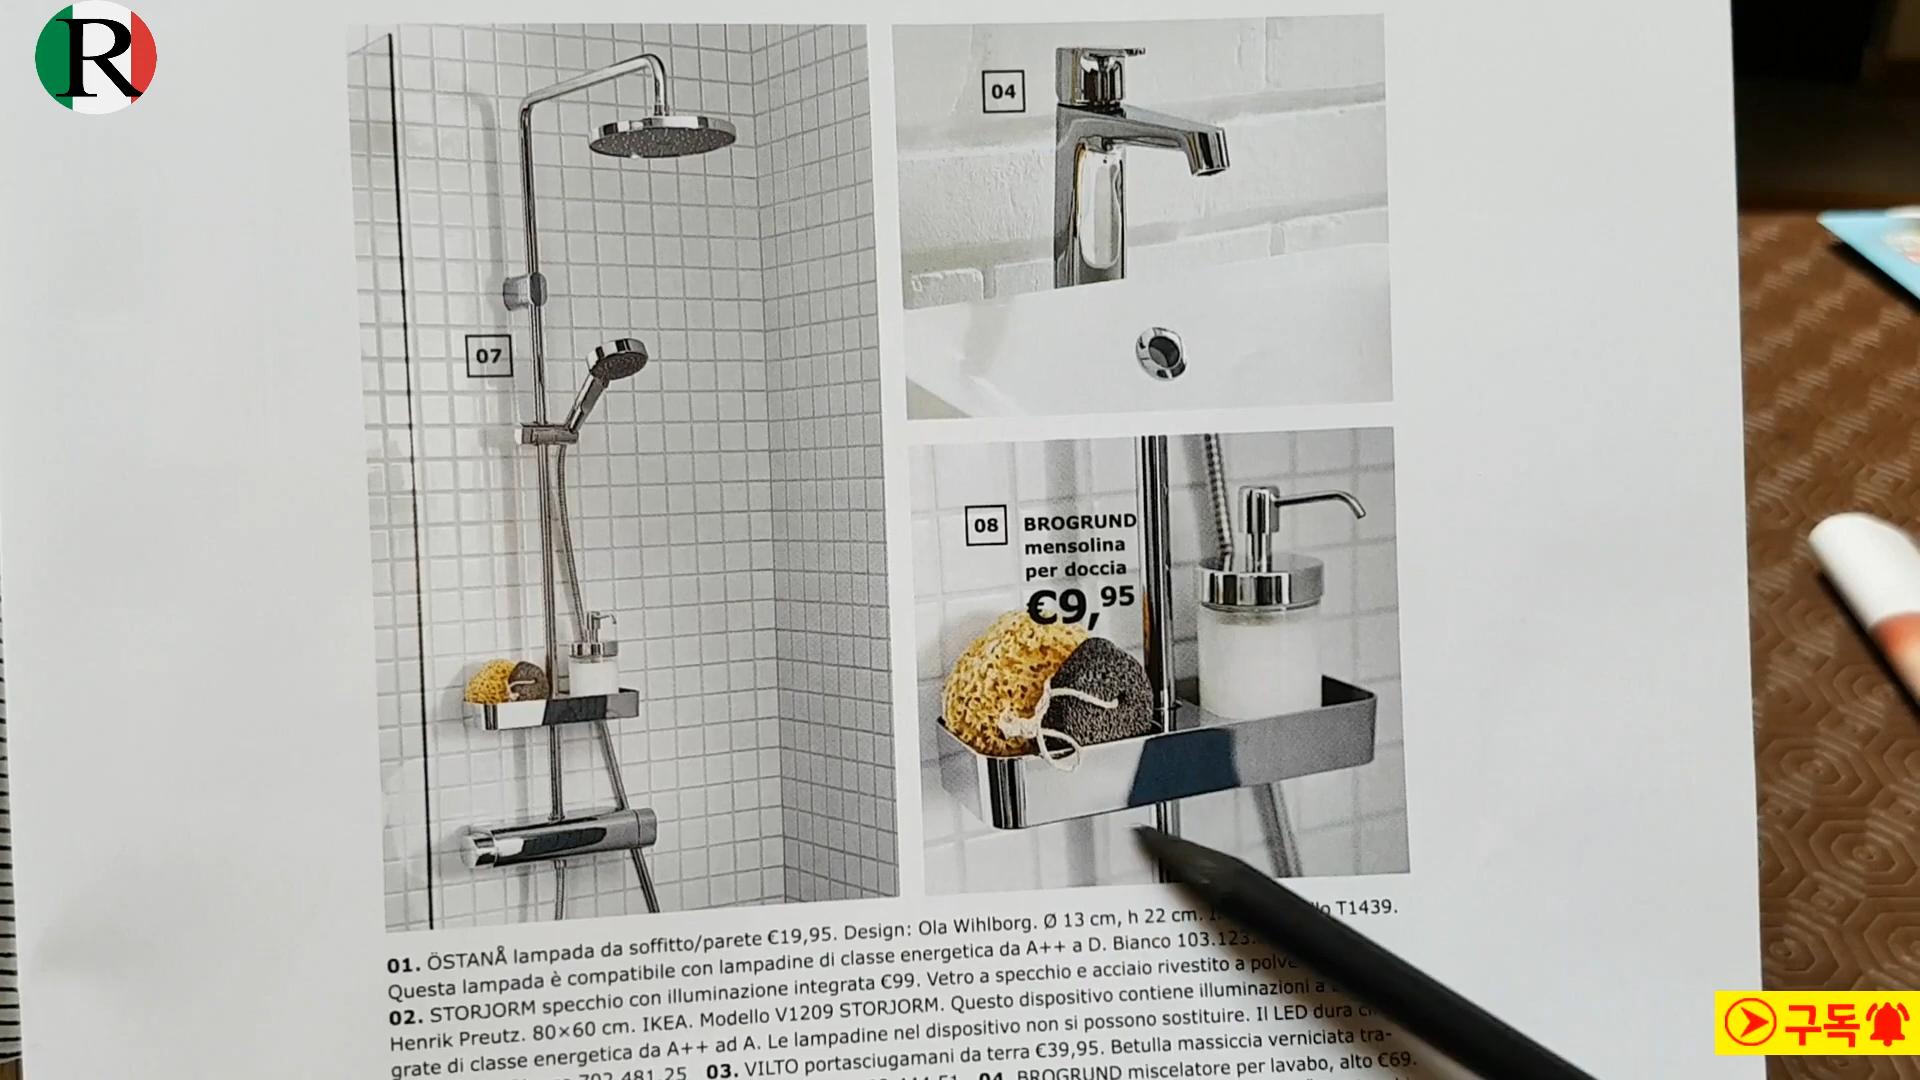 R
04
07
08
BROGRUND
mensolina
per doccia
€9,95
01. ÖSTANÅ lampada da soffitto/parete €19,95. Design: Ola Wihlborg. Ø 13 cm, h 22 cm. T1439.
Questa lampada è compatibile con lampadine di classe energetica da A++ a D. Bianco 103.123.
02. STORJORM specchio con illuminazione integrata €99. Vetro a specchio e acciaio rivestito a
Henrik Preutz. 80×60 cm. IKEA. Modello V1209 STORJORM. Questo dispositivo contiene illuminazioni a
grate di classe energetica da A++ ad A. Le lampadine nel dispositivo non si possono sostituire. Il LED dura
702.481.25 03. VILTO portasciugamani da terra €39,95. Betulla massiccia verniciata tra-
04. BROGRUND miscelatore per lavabo, alto €69.
구독